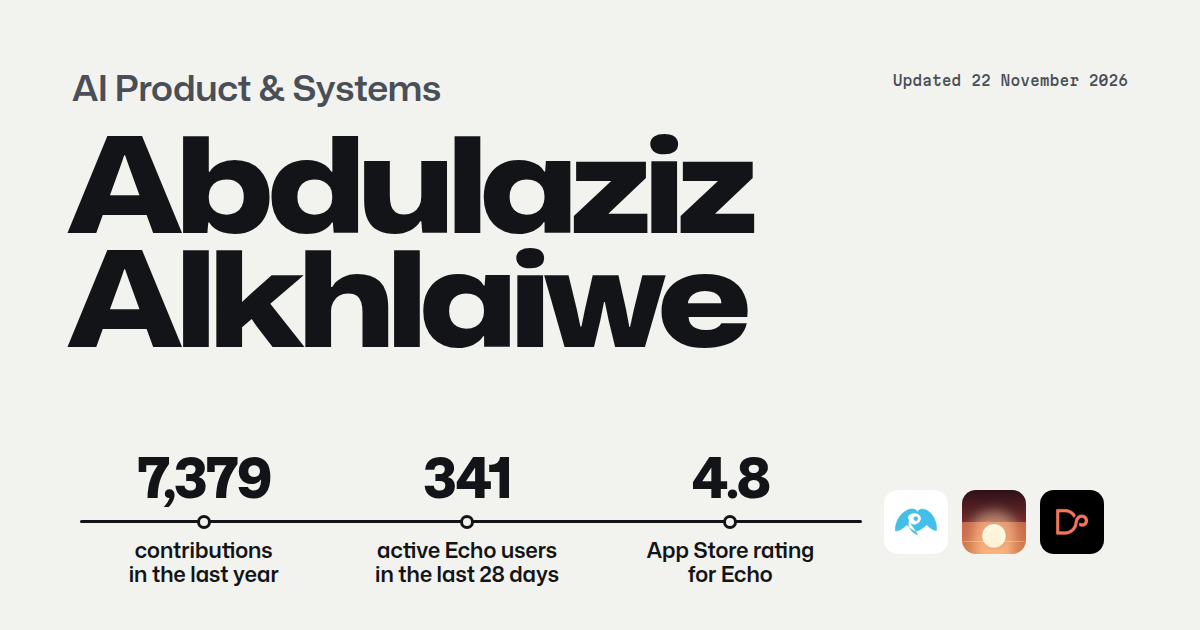 AI Product & Systems
Updated 22 November 2026
Abdulaziz
Alkhlaiwe
7,379
341
4.8
contributions
in the last year
active Echo users
in the last 28 days
App Store rating
for Echo